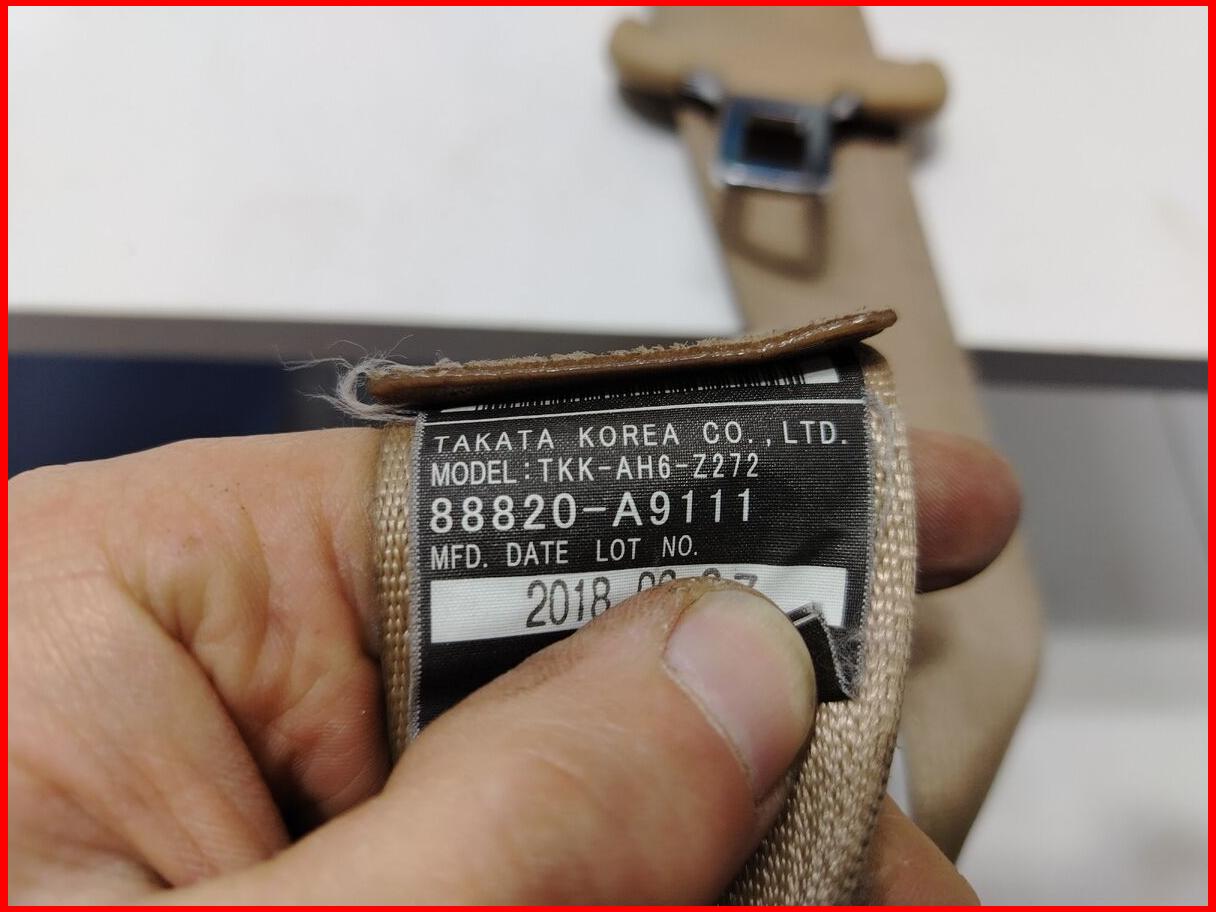 TAKATA KOREA CO.,LTD.
MODEL:TKK-AH6-Z272
88820-A9111
MFD. DATE LOT NO.
2018